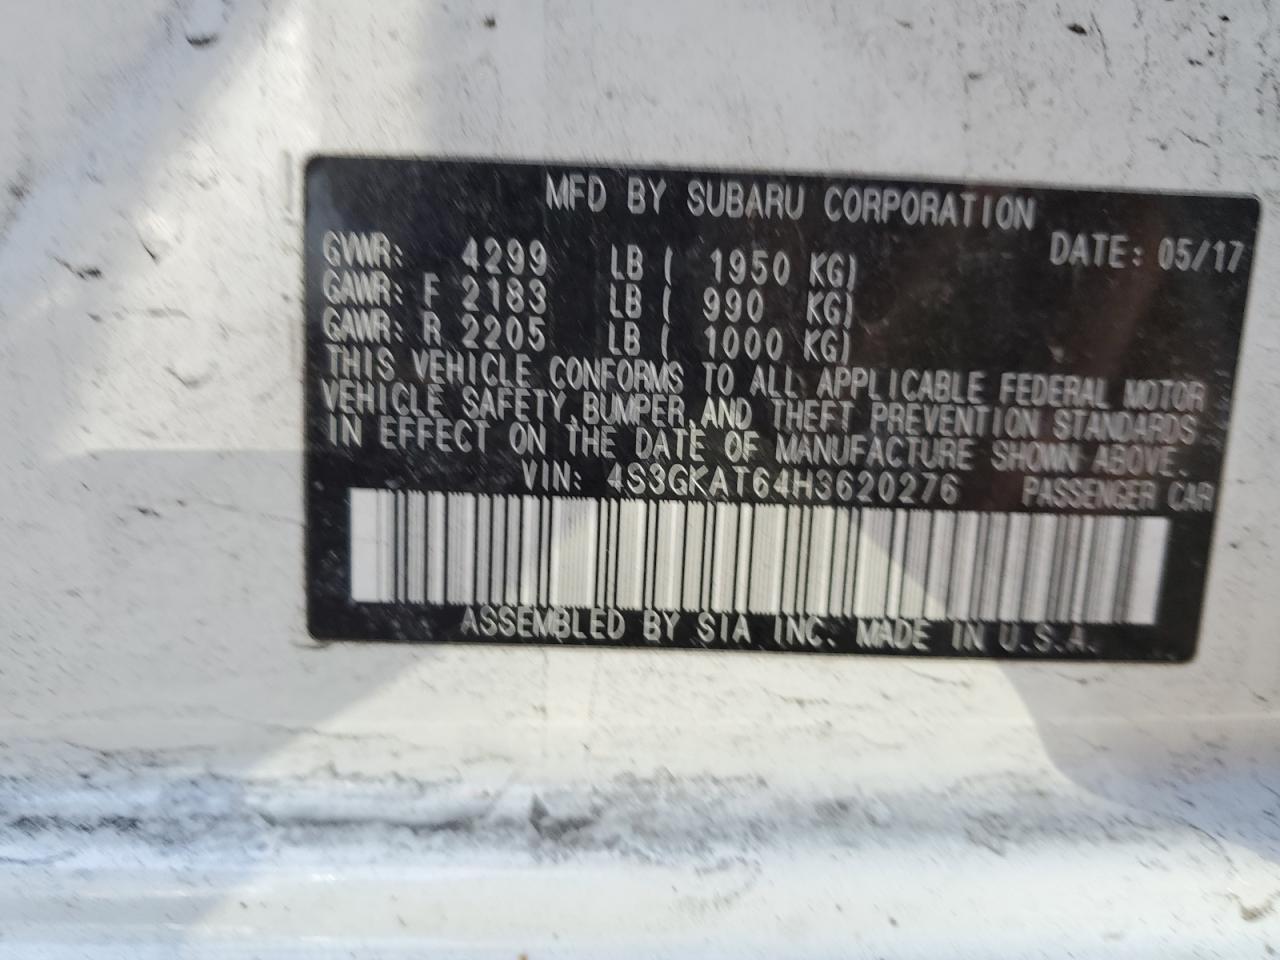 MFD BY SUBARU CORPORATION
DATE: 05/17
GVWR: 4299 LB ( 1950 KG)
GAWR: F 2183 LB ( 990 KG)
GAWR: R 2205 LB ( 1000 KG)
THIS VEHICLE CONFORMS TO ALL APPLICABLE FEDERAL MOTOR
VEHICLE SAFETY,BUMPER,AND THEFT PREVENTION STANDARDS
IN EFFECT ON THE DATE OF MANUFACTURE SHOWN ABOVE.
VIN: 4S3GKAT64H3620276 PASSENGER CAR
ASSEMBLED BY SIA INC. MADE IN U.S.A.